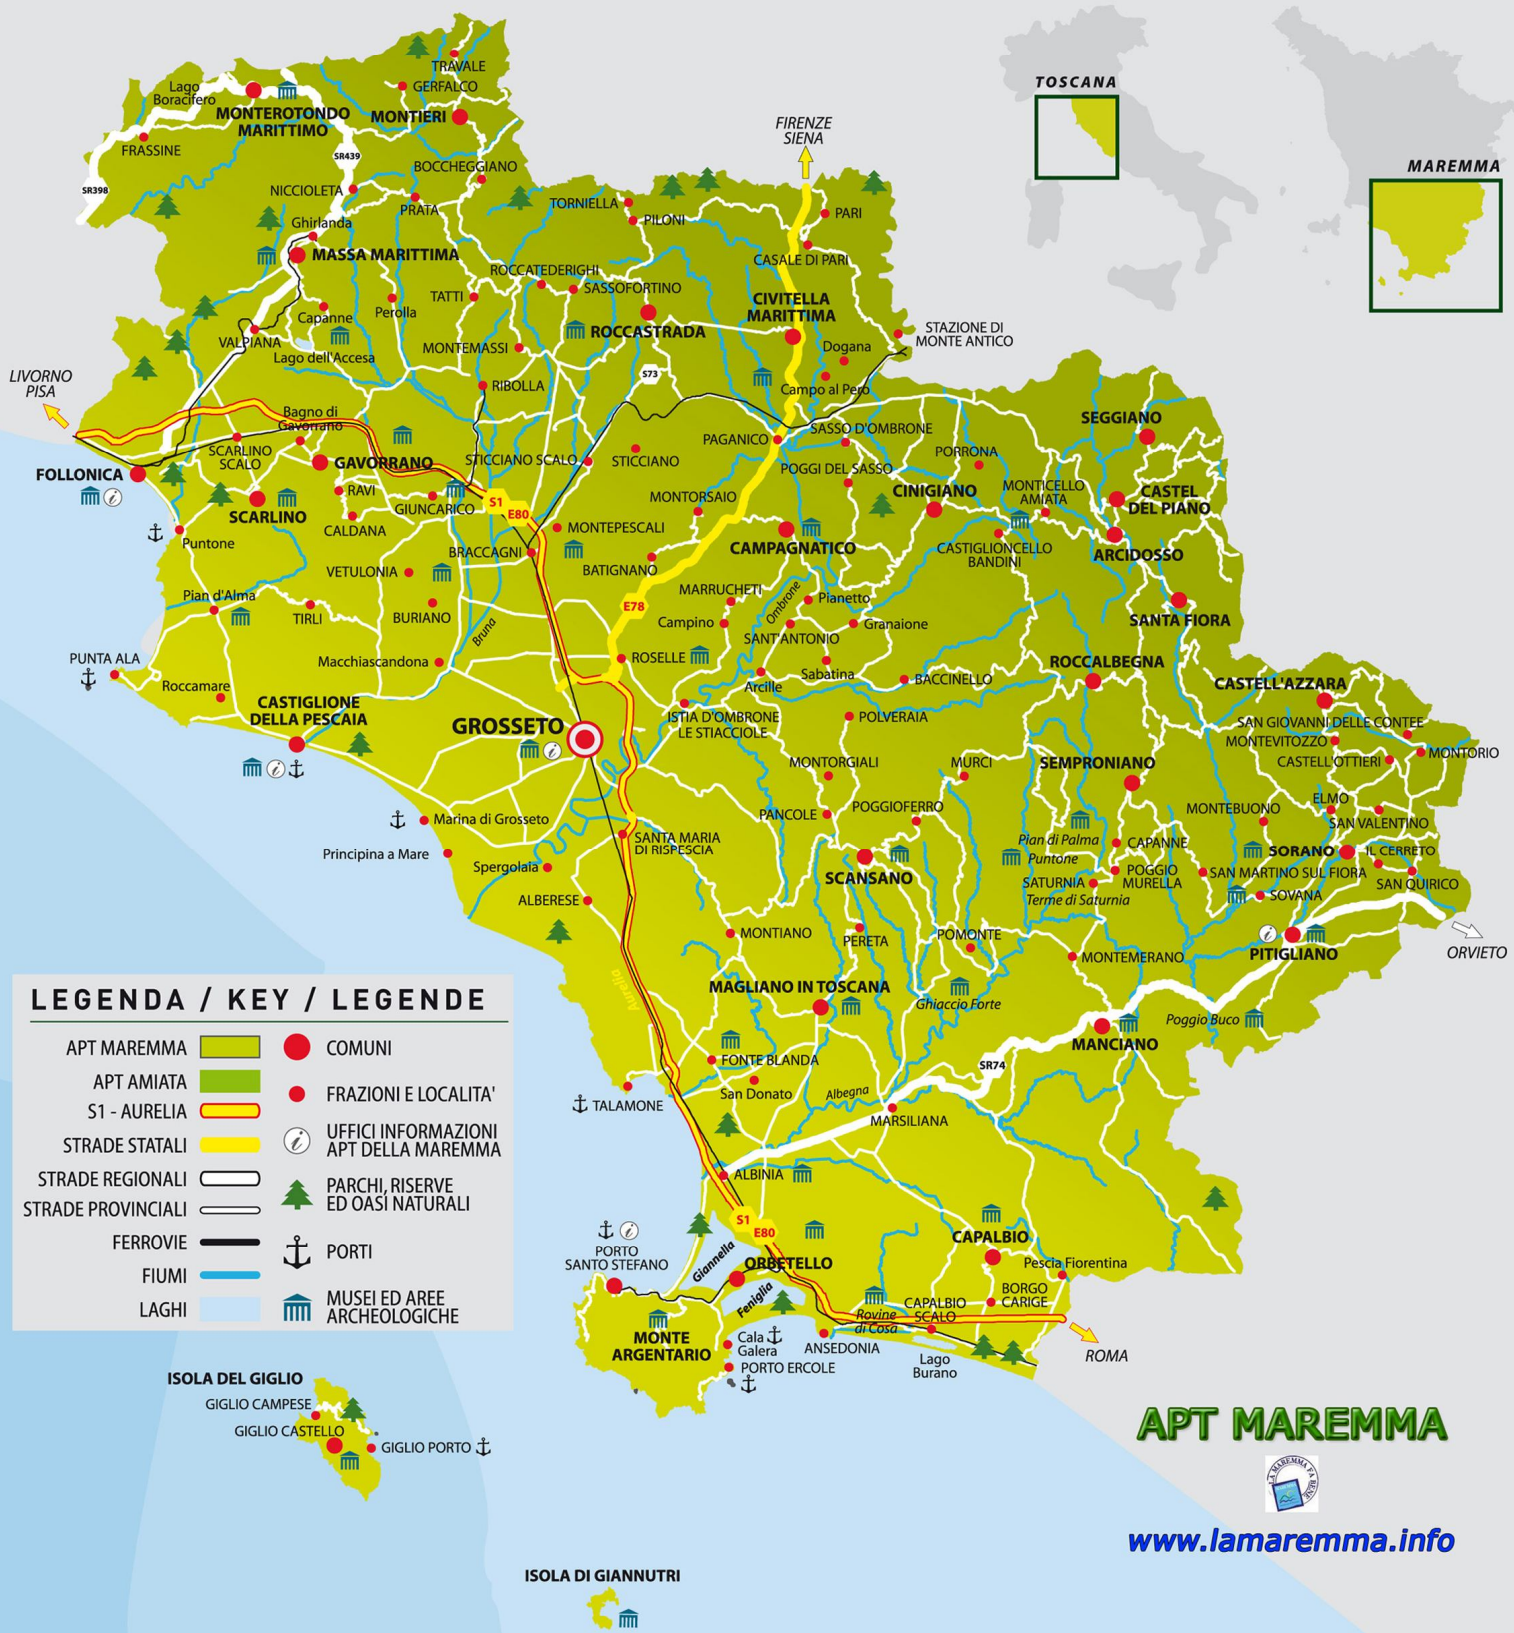 TOSCANA
MAREMMA
FIRENZE
SIENA
LIVORNO
PISA
TRAVALE
GERFALCO
Lago
Boracifero
MONTEROTONDO
MARITTIMO
MONTIERI
FRASSINE
SR439
SR398
BOCCHEGGIANO
NICCIOLETA
PRATA
TORNIELLA
PILONI
PARI
Ghirlanda
MASSA MARITTIMA
CASALE DI PARI
ROCCATEDERIGHI
SASSOFORTINO
TATTI
Perolla
Capanne
CIVITELLA
MARITTIMA
ROCCASTRADA
STAZIONE DI
MONTE ANTICO
VALPIANA
Lago dell'Accesa
MONTEMASSI
Dogana
S73
Campo al Pero
RIBOLLA
Bagno di
Gavorrano
SEGGIANO
SASSO D'OMBRONE
PAGANICO
SCARLINO
SCALO
GAVORRANO
STICCIANO SCALO
STICCIANO
PORRONA
POGGI DEL SASSO
FOLLONICA
RAVI
GIUNCARICO
S1
E80
MONTORSAIO
CINIGIANO
MONTICELLO
AMIATA
CASTEL
DEL PIANO
SCARLINO
CALDANA
MONTEPESCALI
Puntone
BRACCAGNI
CAMPAGNATICO
CASTIGLIONCELLO
BANDINI
ARCIDOSSO
VETULONIA
BATIGNANO
MARRUCHETI
Ombrone
Pianetto
Pian d'Alma
TIRLI
BURIANO
E78
Campino
SANT'ANTONIO
Granaione
SANTA FIORA
Bruna
PUNTA ALA
Macchiascandona
ROSELLE
Sabatina
ROCCALBEGNA
Roccamare
Arcille
BACCINELLO
CASTELL'AZZARA
CASTIGLIONE
DELLA PESCAIA
GROSSETO
ISTIA D'OMBRONE
LE STIACCIOLE
POLVERAIA
SAN GIOVANNI DELLE CONTEE
MONTEVITOZZO
MONTORIO
CASTELL'OTTIERI
MONTORGIALI
MURCI
SEMPRONIANO
Marina di Grosseto
PANCOLE
POGGIOFERRO
ELMO
MONTEBUONO
SAN VALENTINO
SANTA MARIA
DI RISPESCIA
Principina a Mare
Pian di Palma
CAPANNE
SORANO
IL CERRETO
Spergolaia
SCANSANO
Puntone
POGGIO
MURELLA
SAN MARTINO SUL FIORA
SATURNIA
Terme di Saturnia
SAN QUIRICO
SOVANA
ALBERESE
MONTIANO
PERETA
POMONTE
MONTEMERANO
PITIGLIANO
ORVIETO
Aurelia
MAGLIANO IN TOSCANA
Ghiaccio Forte
Poggio Buco
MANCIANO
FONTE BLANDA
San Donato
SR74
Albegna
TALAMONE
MARSILIANA
ALBINIA
S1
E80
CAPALBIO
PORTO
SANTO STEFANO
Giannella
ORBETELLO
Pescia Fiorentina
Feniglia
BORGO
CARIGE
CAPALBIO
SCALO
Rovine
di Cosa
MONTE
ARGENTARIO
Cala
Galera
ANSEDONIA
PORTO ERCOLE
Lago
Burano
ROMA
LEGENDA / KEY / LEGENDE
APT MAREMMA
APT AMIATA
S1 - AURELIA
STRADE STATALI
STRADE REGIONALI
STRADE PROVINCIALI
FERROVIE
FIUMI
LAGHI
COMUNI
FRAZIONI E LOCALITA'
UFFICI INFORMAZIONI
APT DELLA MAREMMA
PARCHI, RISERVE
ED OASI NATURALI
PORTI
MUSEI ED AREE
ARCHEOLOGICHE
ISOLA DEL GIGLIO
GIGLIO CAMPESE
GIGLIO CASTELLO
GIGLIO PORTO
ISOLA DI GIANNUTRI
APT MAREMMA
LA MAREMMA FA BENE
www.lamaremma.info